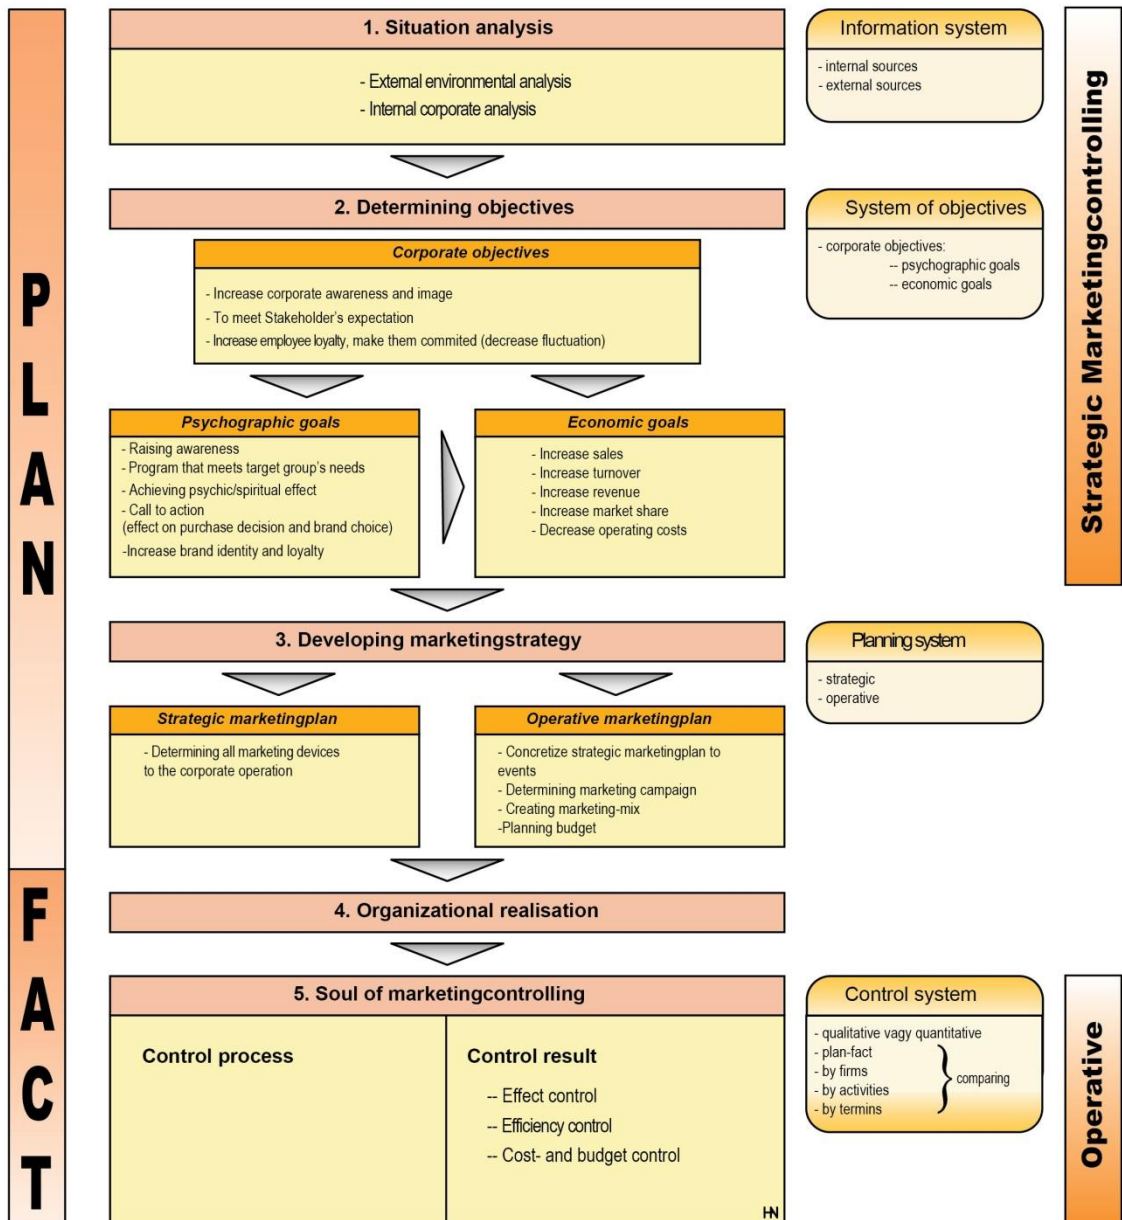 PLAN
FACT
1. Situation analysis
- External environmental analysis
- Internal corporate analysis
Information system
- internal sources
- external sources
Strategic Marketingcontrolling
2. Determining objectives
Corporate objectives
- Increase corporate awareness and image
- To meet Stakeholder's expectation
- Increase employee loyalty, make them commited (decrease fluctuation)
System of objectives
- corporate objectives:
-- psychographic goals
-- economic goals
Psychographic goals
- Raising awareness
- Program that meets target group's needs
- Achieving psychic/spiritual effect
- Call to action
(effect on purchase decision and brand choice)
-Increase brand identity and loyalty
Economic goals
- Increase sales
- Increase turnover
- Increase revenue
- Increase market share
- Decrease operating costs
3. Developing marketingstrategy
Planning system
- strategic
- operative
Strategic marketingplan
- Determining all marketing devices
to the corporate operation
Operative marketingplan
- Concretize strategic marketingplan to
events
- Determining marketing campaign
- Creating marketing-mix
-Planning budget
4. Organizational realisation
5. Soul of marketingcontrolling
Control process
Control result
-- Effect control
-- Efficiency control
-- Cost- and budget control
HN
Control system
- qualitative vagy quantitative
- plan-fact
- by firms
- by activities
- by termins
comparing
Operative